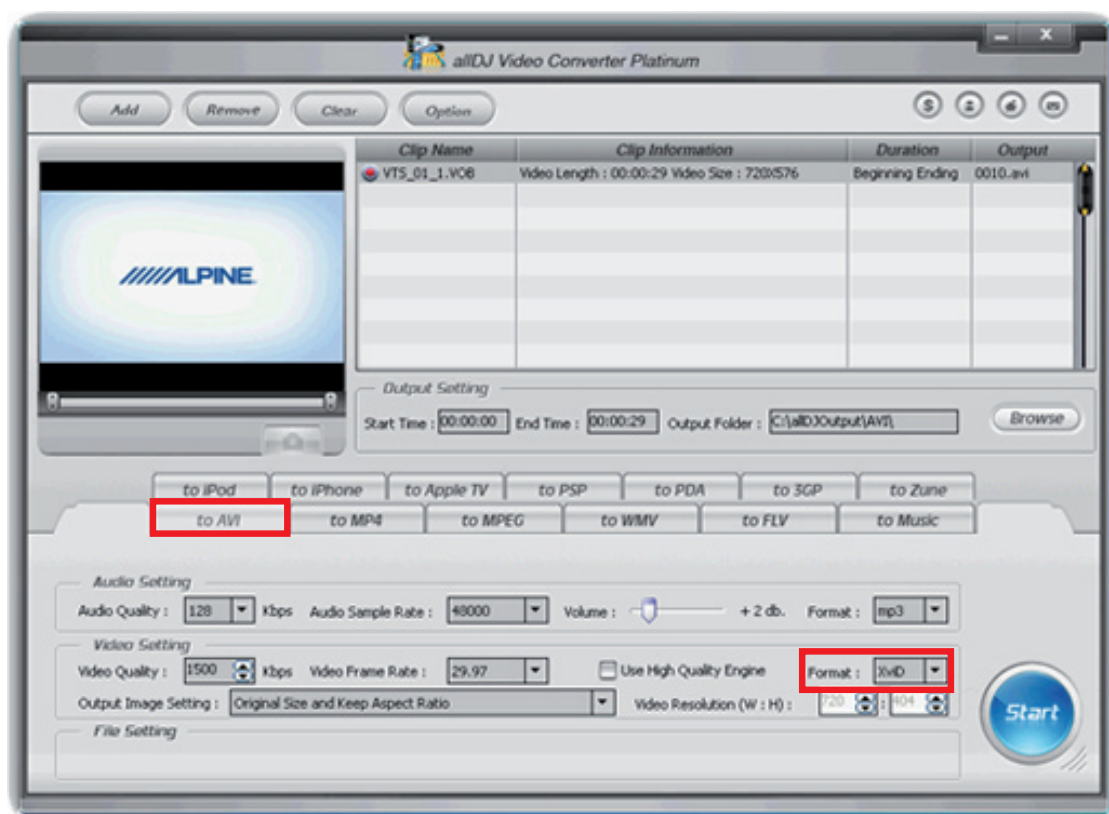 allDJ Video Converter Platinum
Add Remove Clear Option
Clip Name Clip Information Duration Output
VTS_01_1.VOB Video Length : 00:00:29 Video Size : 720X576 Beginning Ending 0010.avi
ALPINE
Output Setting
Start Time : 00:00:00 End Time : 00:00:29 Output Folder : C:\allDJOutput\AVI\ Browse
to iPod to iPhone to Apple TV to PSP to PDA to 3GP to Zune
to AVI to MP4 to MPEG to WMV to FLV to Music
Audio Setting
Audio Quality : 128 Kbps Audio Sample Rate : 48000 Volume : + 2 db. Format : mp3
Video Setting
Video Quality : 1500 Kbps Video Frame Rate : 29.97 Use High Quality Engine Format : XviD
Output Image Setting : Original Size and Keep Aspect Ratio Video Resolution (W : H) : 720 : 404
Start
File Setting